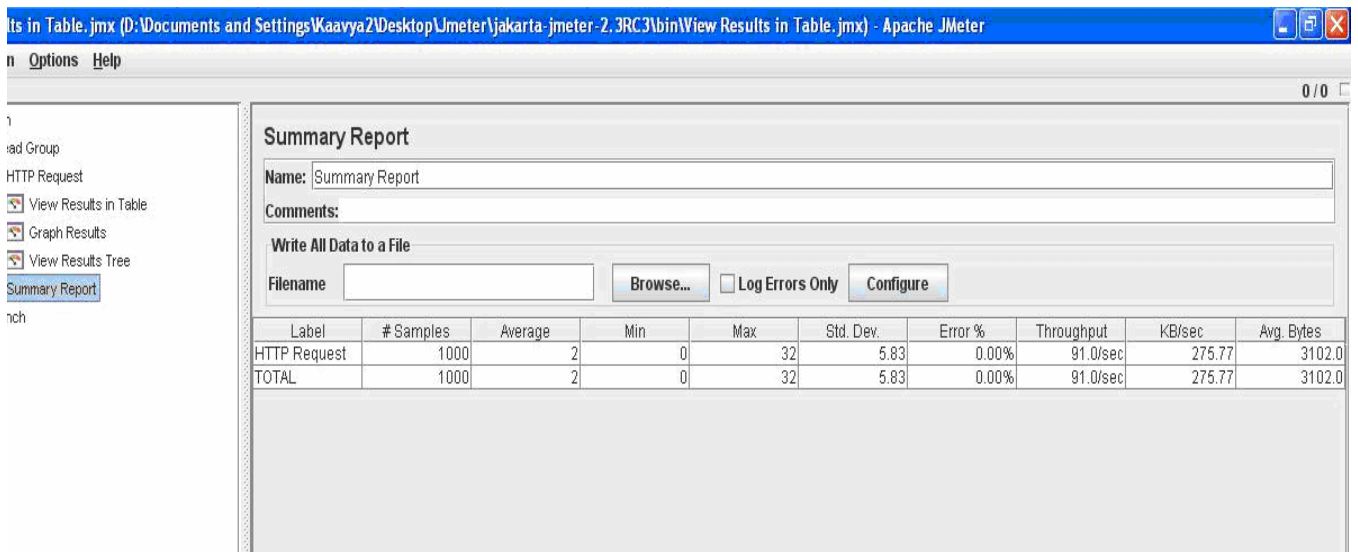 lts in Table.jmx (D:\Documents and Settings\Kaavya2\Desktop\Jmeter\jakarta-jmeter-2.3RC3\bin\View Results in Table.jmx) - Apache JMeter
n Options Help
0 / 0
ead Group
HTTP Request
View Results in Table
Graph Results
View Results Tree
Summary Report
nch
Summary Report
Name: Summary Report
Comments:
Write All Data to a File
Filename Browse... Log Errors Only Configure
Label # Samples Average Min Max Std. Dev. Error % Throughput KB/sec Avg. Bytes
HTTP Request 1000 2 0 32 5.83 0.00% 91.0/sec 275.77 3102.0
TOTAL 1000 2 0 32 5.83 0.00% 91.0/sec 275.77 3102.0